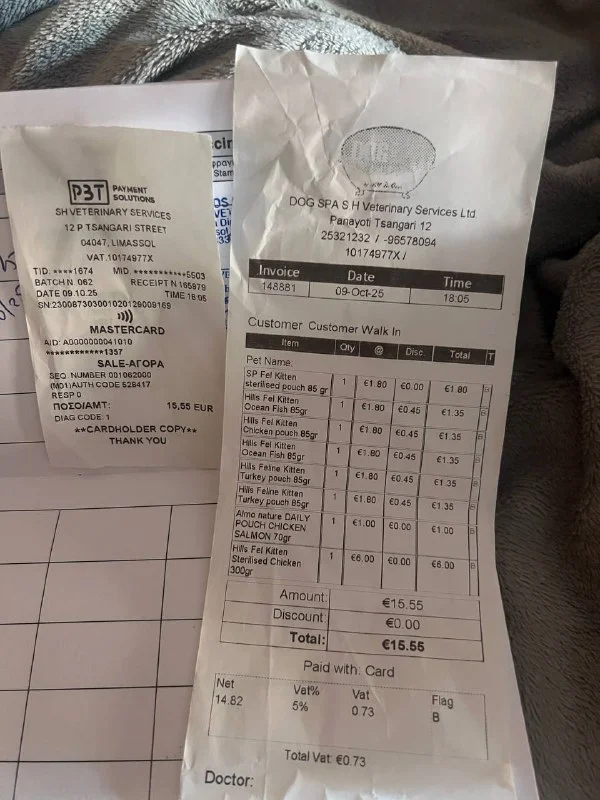 P3T PAYMENT
SOLUTIONS
SH VETERINARY SERVICES
12 P TSANGARI STREET
04047, LIMASSOL
VAT.10174977X
TID. ****1674 MID. ***********5503
BATCH N. 062 RECEIPT N 165979
DATE 09.10.25 TIME 18:05
SN:230087303001020129009169
MASTERCARD
AID: A0000000041010
************1357
SALE-ΑΓΟΡΑ
SEQ. NUMBER 001062000
(M01)AUTH CODE 528417
RESP 0
ΠΟΣΟ/AMT: 15,55 EUR
DIAG CODE: 1
**CARDHOLDER COPY**
THANK YOU
DOG SPA S H Veterinary Services Ltd.
Panayoti Tsangari 12
25321232 / -96578094
10174977X /
Invoice Date Time
148881 09-Oct-25 18:05
Customer Customer Walk In
Item Qty @ Disc. Total T
Pet Name:
SP Fel Kitten
sterilised pouch 85 gr 1 €1.80 €0.00 €1.80 B
Hills Fel Kitten
Ocean Fish 85gr 1 €1.80 €0.45 €1.35 B
Hills Fel Kitten
Chicken pouch 85gr 1 €1.80 €0.45 €1.35 B
Hills Fel Kitten
Ocean Fish 85gr 1 €1.80 €0.45 €1.35 B
Hills Feline Kitten
Turkey pouch 85gr 1 €1.80 €0.45 €1.35 B
Hills Feline Kitten
Turkey pouch 85gr 1 €1.80 €0.45 €1.35 B
Almo nature DAILY
POUCH CHICKEN
SALMON 70gr 1 €1.00 €0.00 €1.00 B
Hills Fel Kitten
Sterilised Chicken
300gr 1 €6.00 €0.00 €6.00 B
Amount: €15.55
Discount: €0.00
Total: €15.55
Paid with: Card
Net Vat% Vat Flag
14.82 5% 0.73 B
Total Vat: €0.73
Doctor: